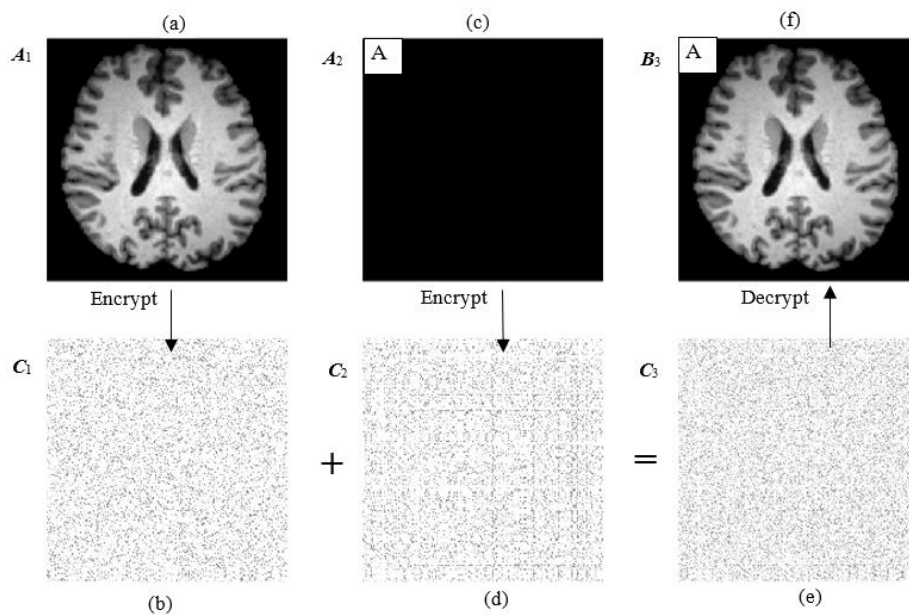 (a) (c) (f)
A1 A2 A B3 A
Encrypt Encrypt Decrypt
C1 C2 C3
+ =
(b) (d) (e)